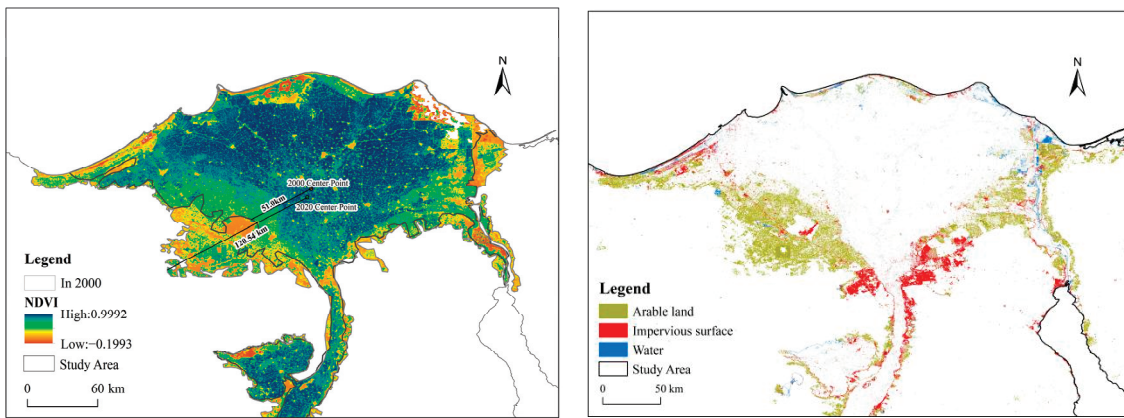 N
2000 Center Point
51.0km
2020 Center Point
120.54 km
Legend
In 2000
NDVI
High:0.9992
Low:-0.1993
Study Area
0 60 km
N
Legend
Arable land
Impervious surface
Water
Study Area
0 50 km